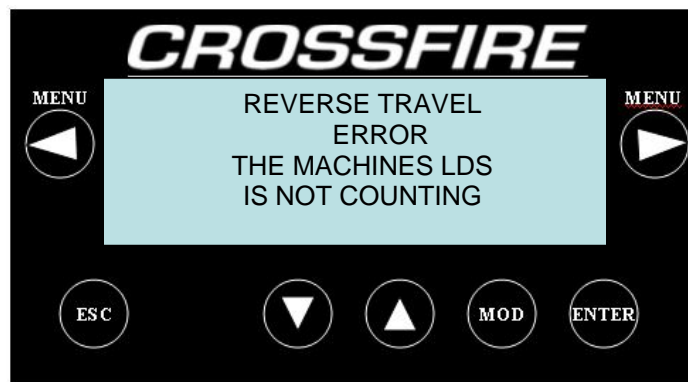 CROSSFIRE
MENU
MENU
REVERSE TRAVEL
ERROR
THE MACHINES LDS
IS NOT COUNTING
ESC
MOD
ENTER